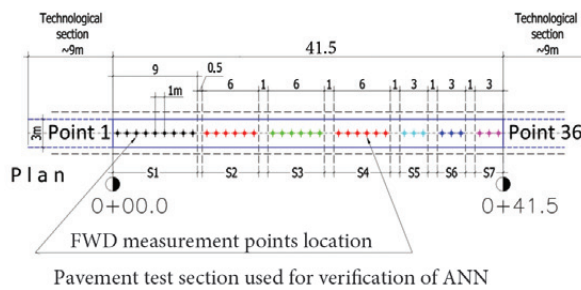 Technological section ~9m
Technological section ~9m
41.5
9
0,5
6
1
6
1
6
1
3
1
3
1
3
1m
3m
Point 1
Point 36
Plan
S1
S2
S3
S4
S5
S6
S7
0+00.0
0+41.5
FWD measurement points location
Pavement test section used for verification of ANN